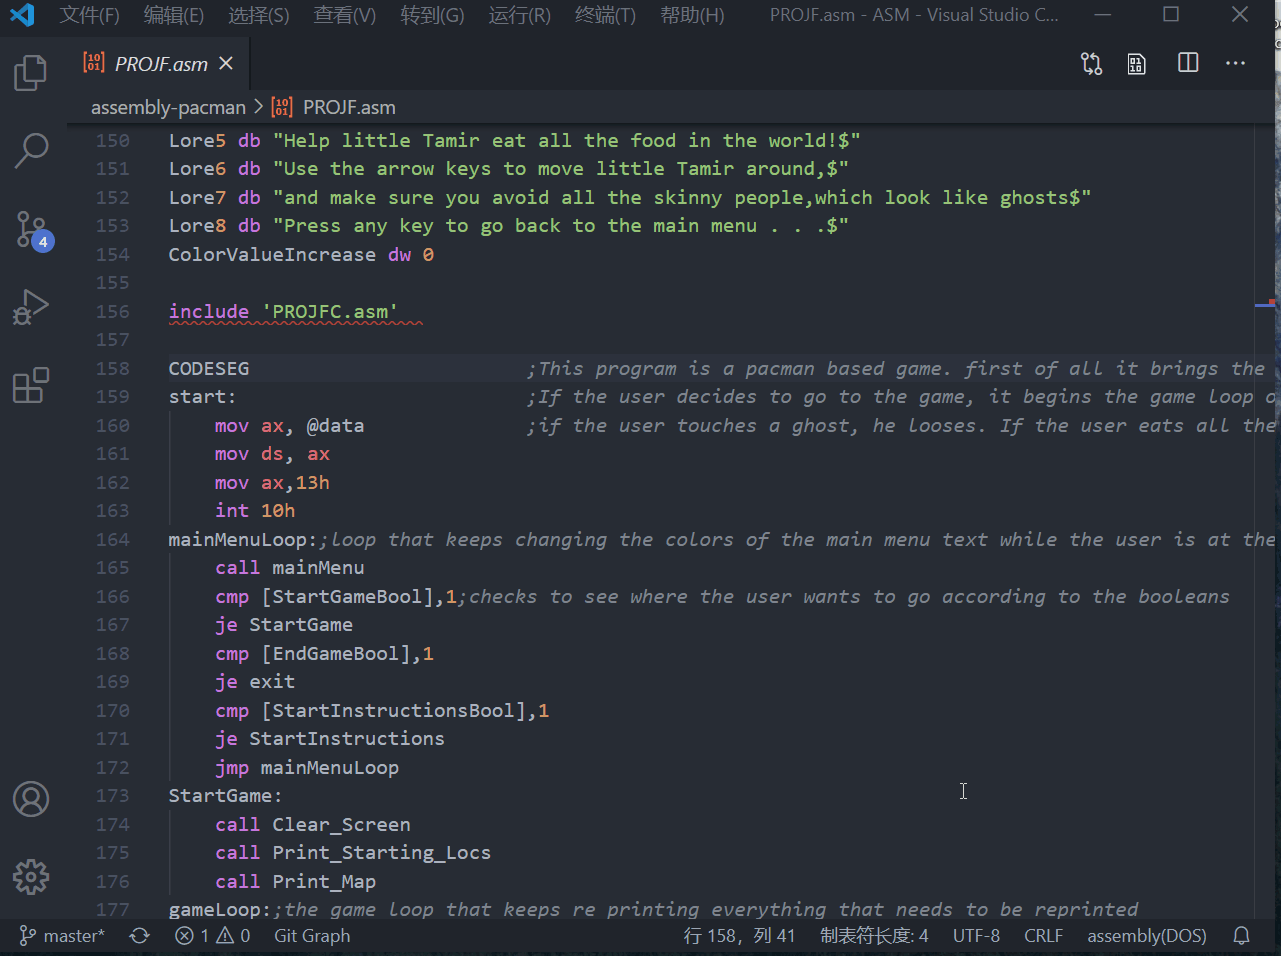 文件(F) 编辑(E) 选择(S) 查看(V) 转到(G) 运行(R) 终端(T) 帮助(H) PROJF.asm - ASM - Visual Studio C...
PROJF.asm
assembly-pacman > PROJF.asm
150 Lore5 db "Help little Tamir eat all the food in the world!$"
151 Lore6 db "Use the arrow keys to move little Tamir around,$"
152 Lore7 db "and make sure you avoid all the skinny people,which look like ghosts$"
153 Lore8 db "Press any key to go back to the main menu . . .$"
154 ColorValueIncrease dw 0
155
156 include 'PROJFC.asm'
157
158 CODESEG ;This program is a pacman based game. first of all it brings the
159 start: ;If the user decides to go to the game, it begins the game loop
160 mov ax, @data ;if the user touches a ghost, he looses. If the user eats all the
161 mov ds, ax
162 mov ax,13h
163 int 10h
164 mainMenuLoop:;loop that keeps changing the colors of the main menu text while the user is at the
165 call mainMenu
166 cmp [StartGameBool],1;checks to see where the user wants to go according to the booleans
167 je StartGame
168 cmp [EndGameBool],1
169 je exit
170 cmp [StartInstructionsBool],1
171 je StartInstructions
172 jmp mainMenuLoop
173 StartGame:
174 call Clear_Screen
175 call Print_Starting_Locs
176 call Print_Map
177 gameLoop:;the game loop that keeps re printing everything that needs to be reprinted
4
master* 1 0 Git Graph 行 158，列 41 制表符长度: 4 UTF-8 CRLF assembly(DOS)